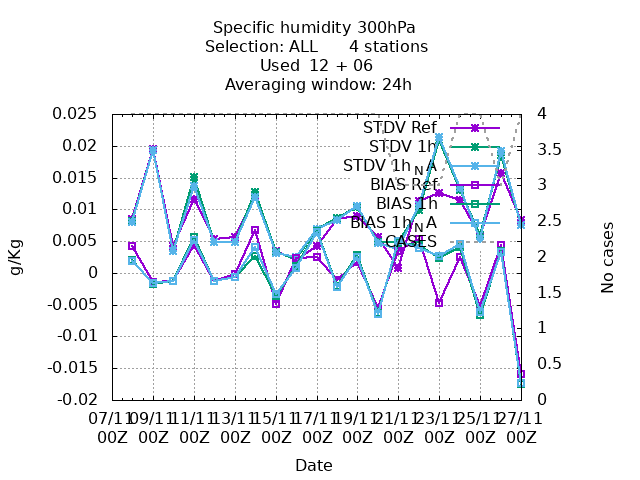 Specific humidity 300hPa
Selection: ALL 4 stations
Used 12 + 06
Averaging window: 24h
0.025
0.02
0.015
0.01
0.005
0
-0.005
-0.01
-0.015
-0.02
g/Kg
STDV Ref
STDV 1h
STDV 1h_NA
BIAS Ref
BIAS 1h
BIAS 1h_NA
CASES
4
3.5
3
2.5
2
1.5
1
0.5
0
No cases
07/11 09/11 11/11 13/11 15/11 17/11 19/11 21/11 23/11 25/11 27/11
00Z 00Z 00Z 00Z 00Z 00Z 00Z 00Z 00Z 00Z 00Z
Date